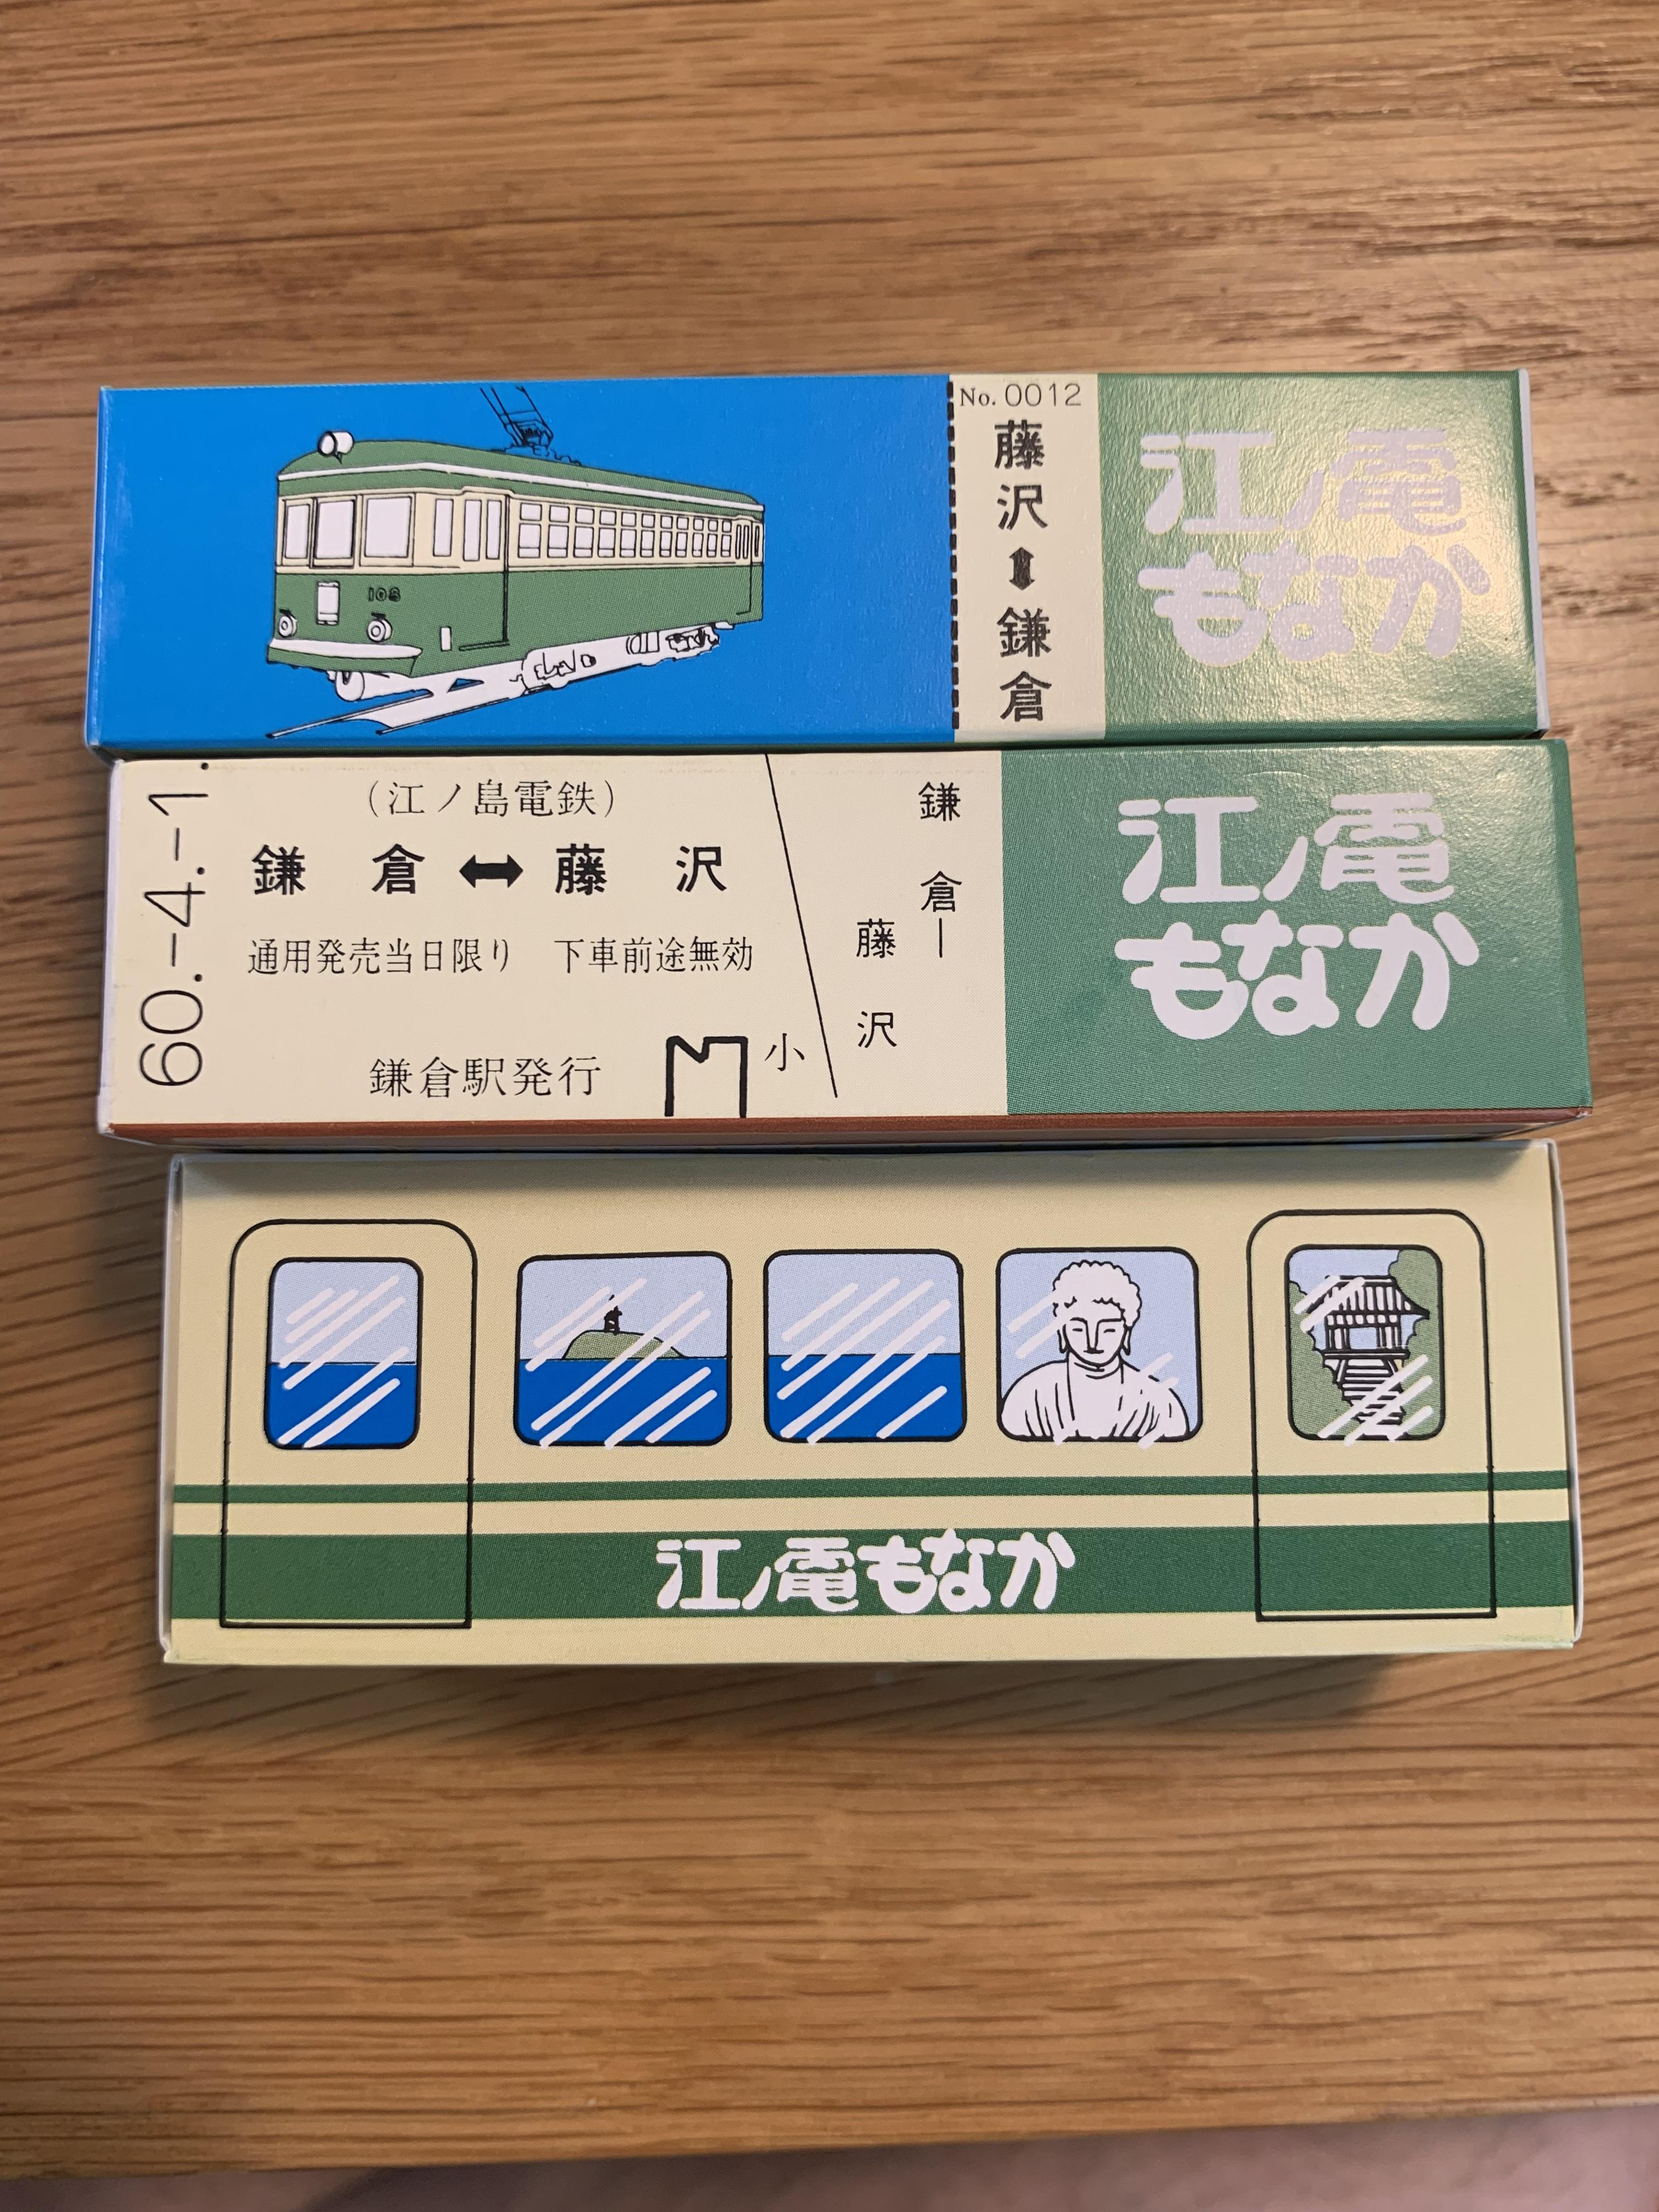 No. 0012
藤沢⬍鎌倉
江ノ電
もなか
108
60.-4.-1.
(江ノ島電鉄)
鎌倉⬌藤沢
通用発売当日限り 下車前途無効
鎌倉駅発行
小
鎌倉―
藤沢
江ノ電
もなか
江ノ電もなか